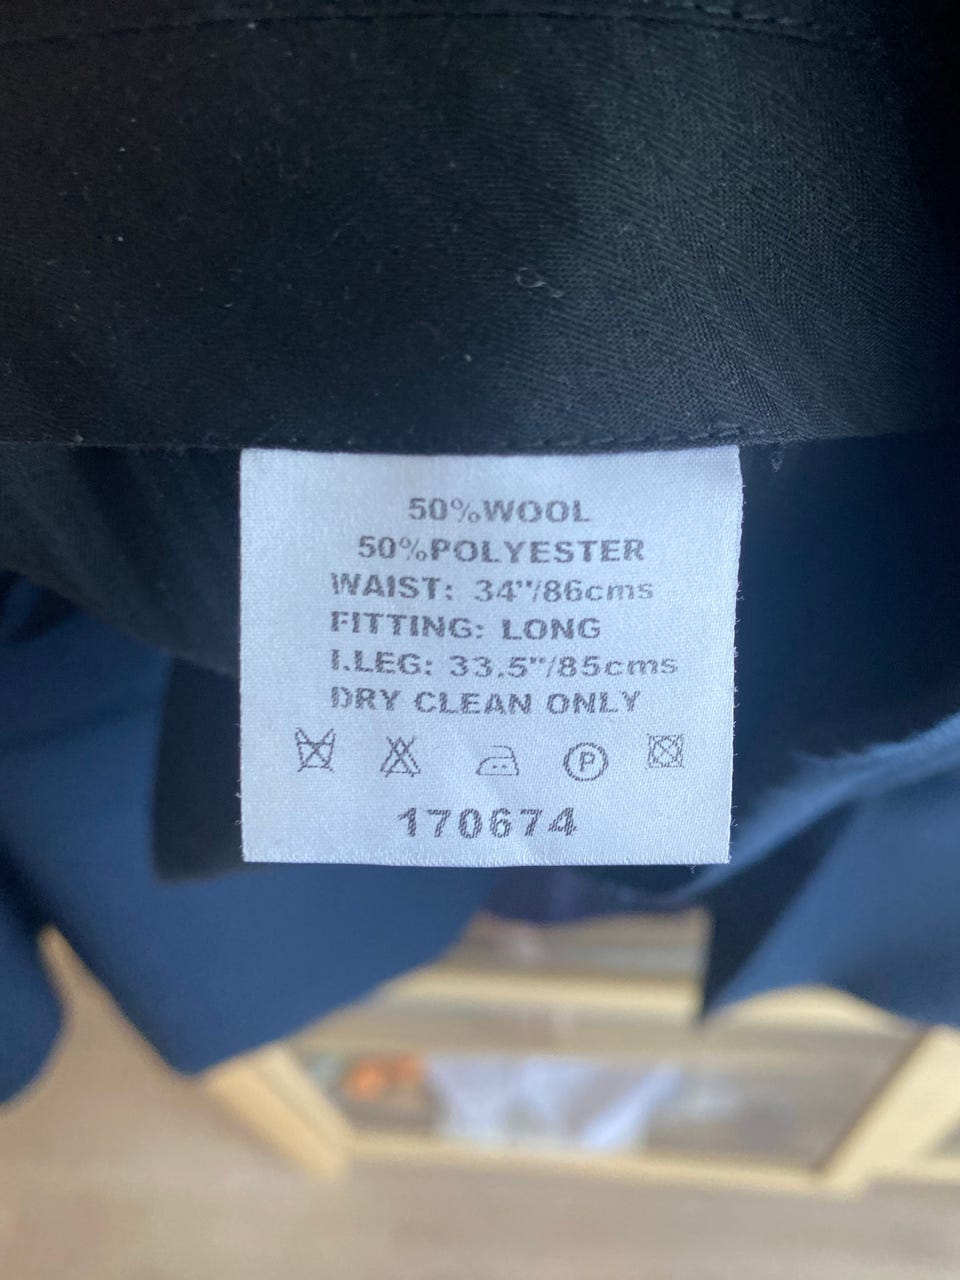 50%WOOL
50%POLYESTER
WAIST: 34"/86cms
FITTING: LONG
I.LEG: 33.5"/85cms
DRY CLEAN ONLY
P
170674